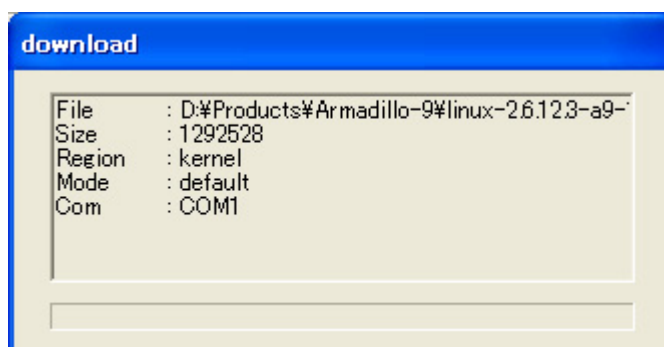 download
File : D:¥Products¥Armadillo-9¥linux-2.6.12.3-a9-
Size : 1292528
Region : kernel
Mode : default
Com : COM1